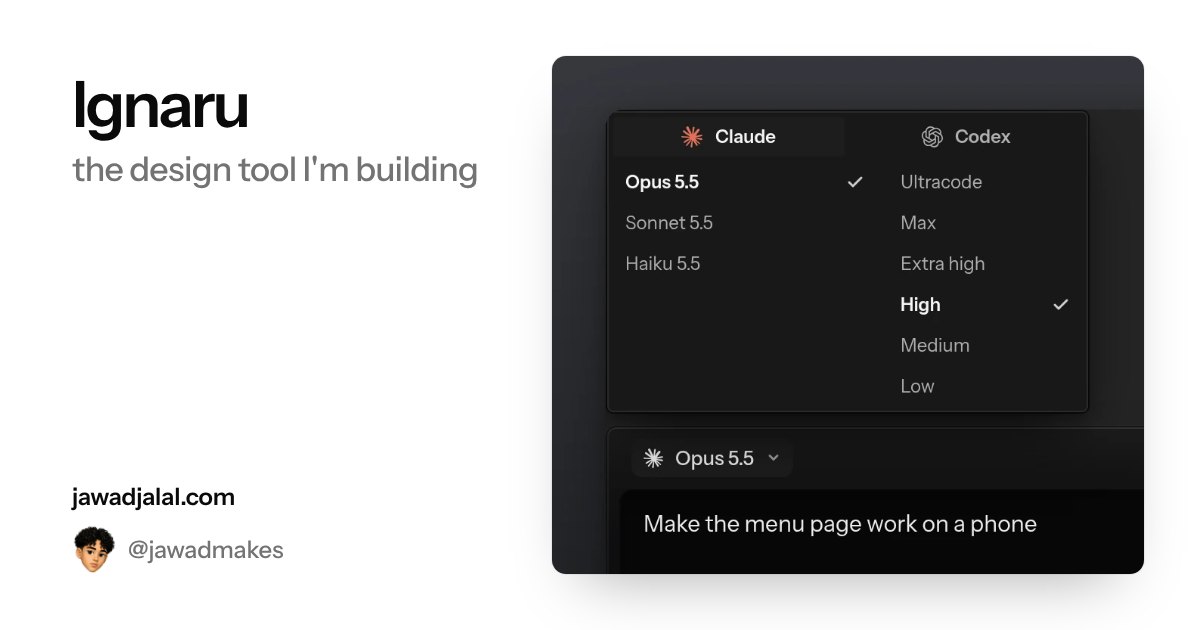 Ignaru
the design tool I'm building
jawadjalal.com
@jawadmakes
Claude
Codex
Opus 5.5
Sonnet 5.5
Haiku 5.5
Ultracode
Max
Extra high
High
Medium
Low
Opus 5.5
Make the menu page work on a phone